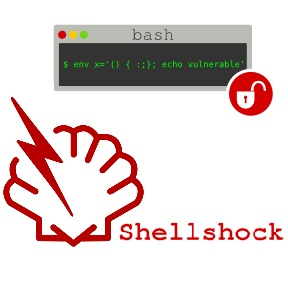 bash
$ env x='() { :;}; echo vulnerable'
Shellshock